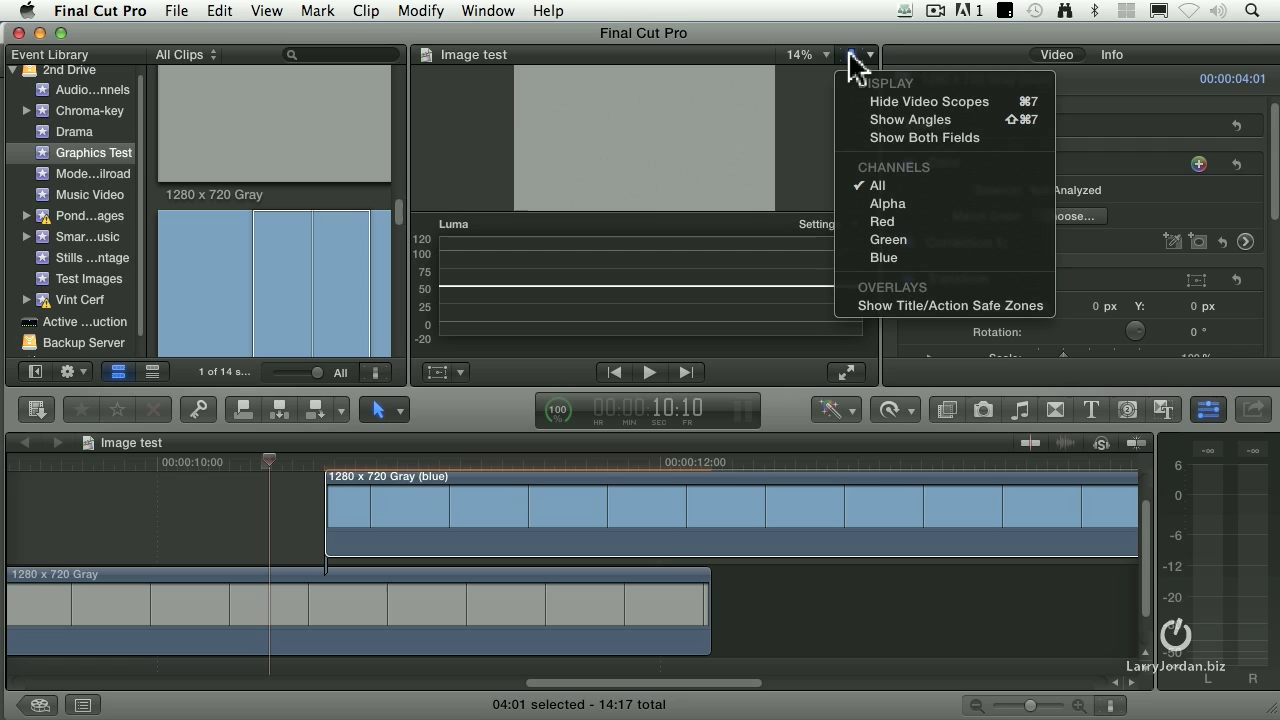 Final Cut Pro File Edit View Mark Clip Modify Window Help 1
Final Cut Pro
Event Library All Clips
Image test 14%
Video Info
2nd Drive
Audio...nnels
Chroma-key
Drama
Graphics Test
Mode...ilroad
Music Video
Pond...ages
Smar...usic
Stills ...ntage
Test Images
Vint Cerf
Active ...uction
Backup Server
1280 x 720 Gray
1 of 14 s... All
Luma Setting
120
100
75
50
25
0
-20
DISPLAY
Hide Video Scopes ⌘7
Show Angles ⇧⌘7
Show Both Fields
CHANNELS
✓ All
Alpha
Red
Green
Blue
OVERLAYS
Show Title/Action Safe Zones
00:00:04:01
Analyzed
oose...
0 px Y: 0 px
Rotation: 0 °
100 % 00:00:10:10
HR MIN SEC FR
Image test
00:00:10:00 00:00:12:00
1280 x 720 Gray (blue)
1280 x 720 Gray
-∞ -∞
6
0
-6
-12
-20
-50
L R
LarryJordan.biz
04:01 selected - 14:17 total